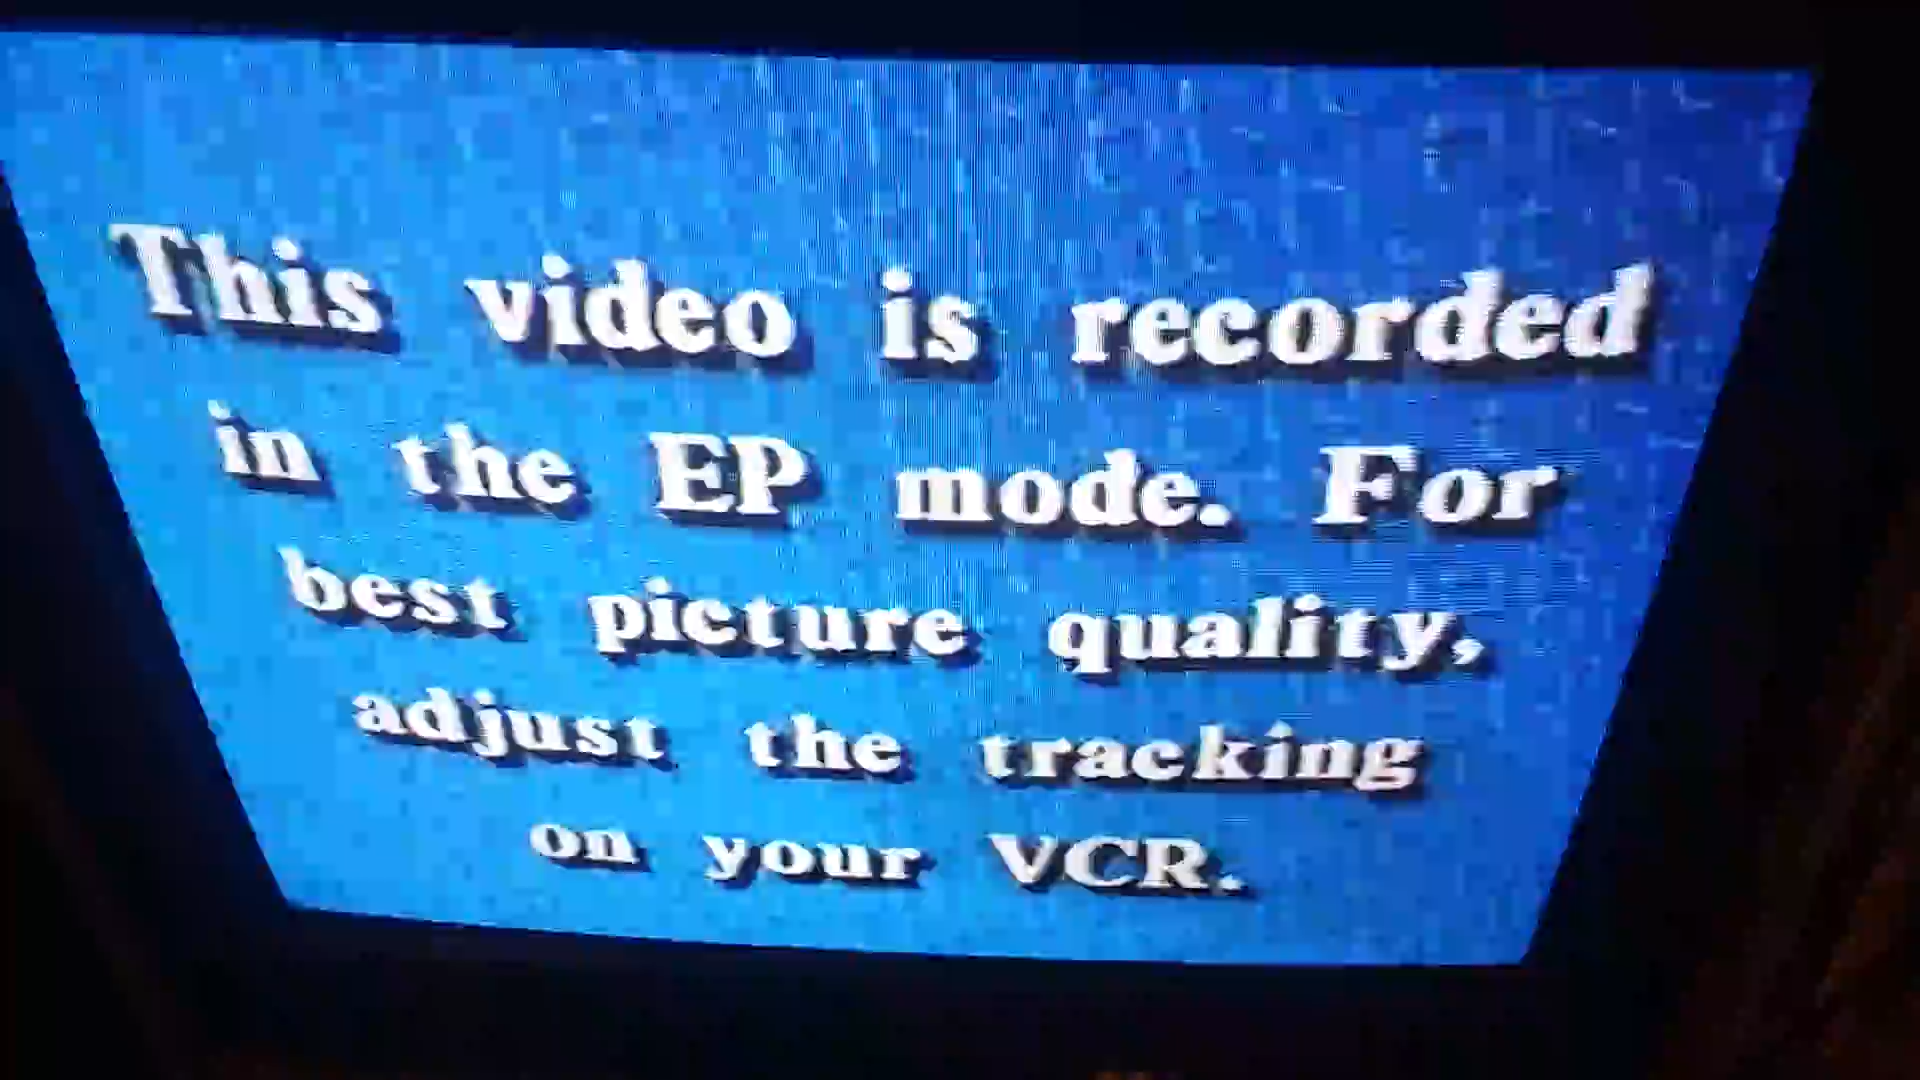 This video is recorded
in the EP mode. For
best picture quality,
adjust the tracking
on your VCR.